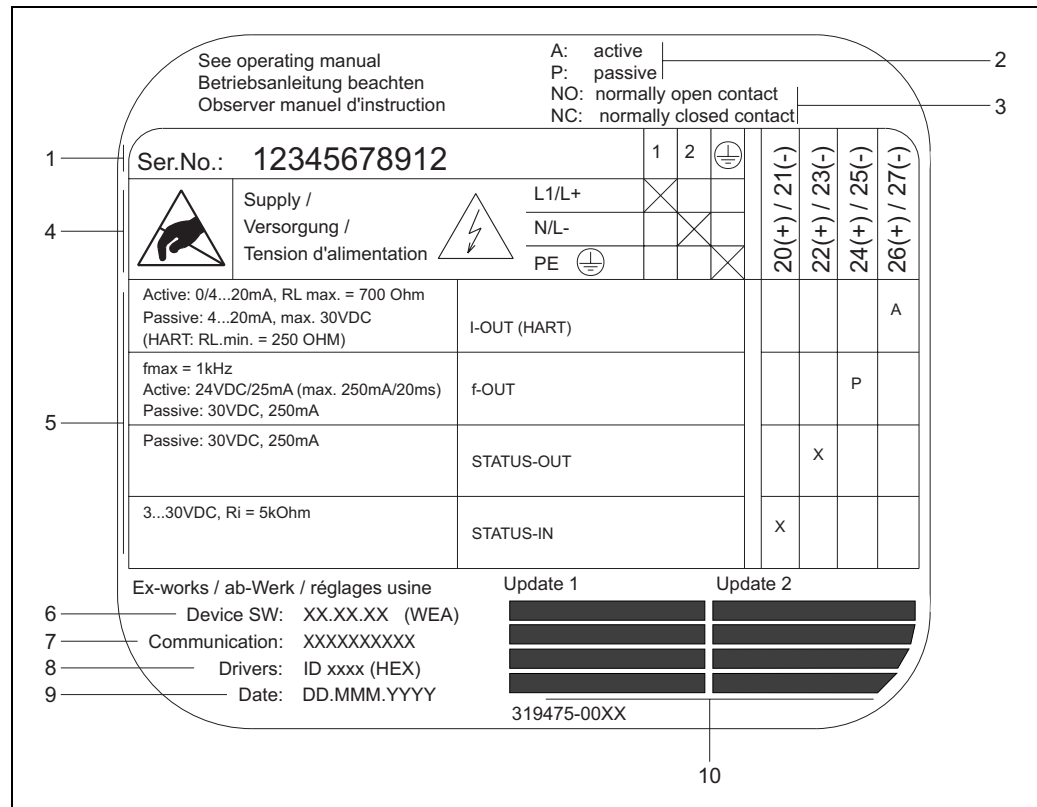 See operating manual
Betriebsanleitung beachten
Observer manuel d'instruction
A: active
P: passive
NO: normally open contact
NC: normally closed contact
2
3
1
Ser.No.: 12345678912
1 2
20(+) / 21(-)
22(+) / 23(-)
24(+) / 25(-)
26(+) / 27(-)
4
Supply /
Versorgung /
Tension d'alimentation
L1/L+
N/L-
PE
5
Active: 0/4...20mA, RL max. = 700 Ohm
Passive: 4...20mA, max. 30VDC
(HART: RL.min. = 250 OHM)
I-OUT (HART)
A
fmax = 1kHz
Active: 24VDC/25mA (max. 250mA/20ms)
Passive: 30VDC, 250mA
f-OUT
P
Passive: 30VDC, 250mA
STATUS-OUT
X
3...30VDC, Ri = 5kOhm
STATUS-IN
X
Ex-works / ab-Werk / réglages usine
Update 1
Update 2
6
Device SW: XX.XX.XX (WEA)
7
Communication: XXXXXXXXXX
8
Drivers: ID xxxx (HEX)
9
Date: DD.MMM.YYYY
319475-00XX
10